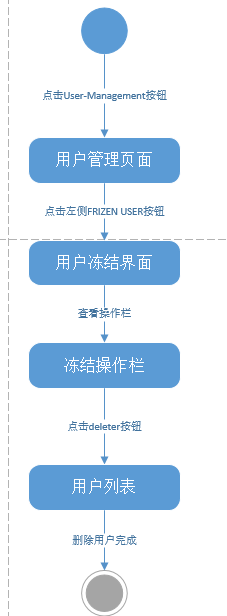 点击User-Management按钮
用户管理页面
点击左侧FRIZEN USER按钮
用户冻结界面
查看操作栏
冻结操作栏
点击deleter按钮
用户列表
删除用户完成